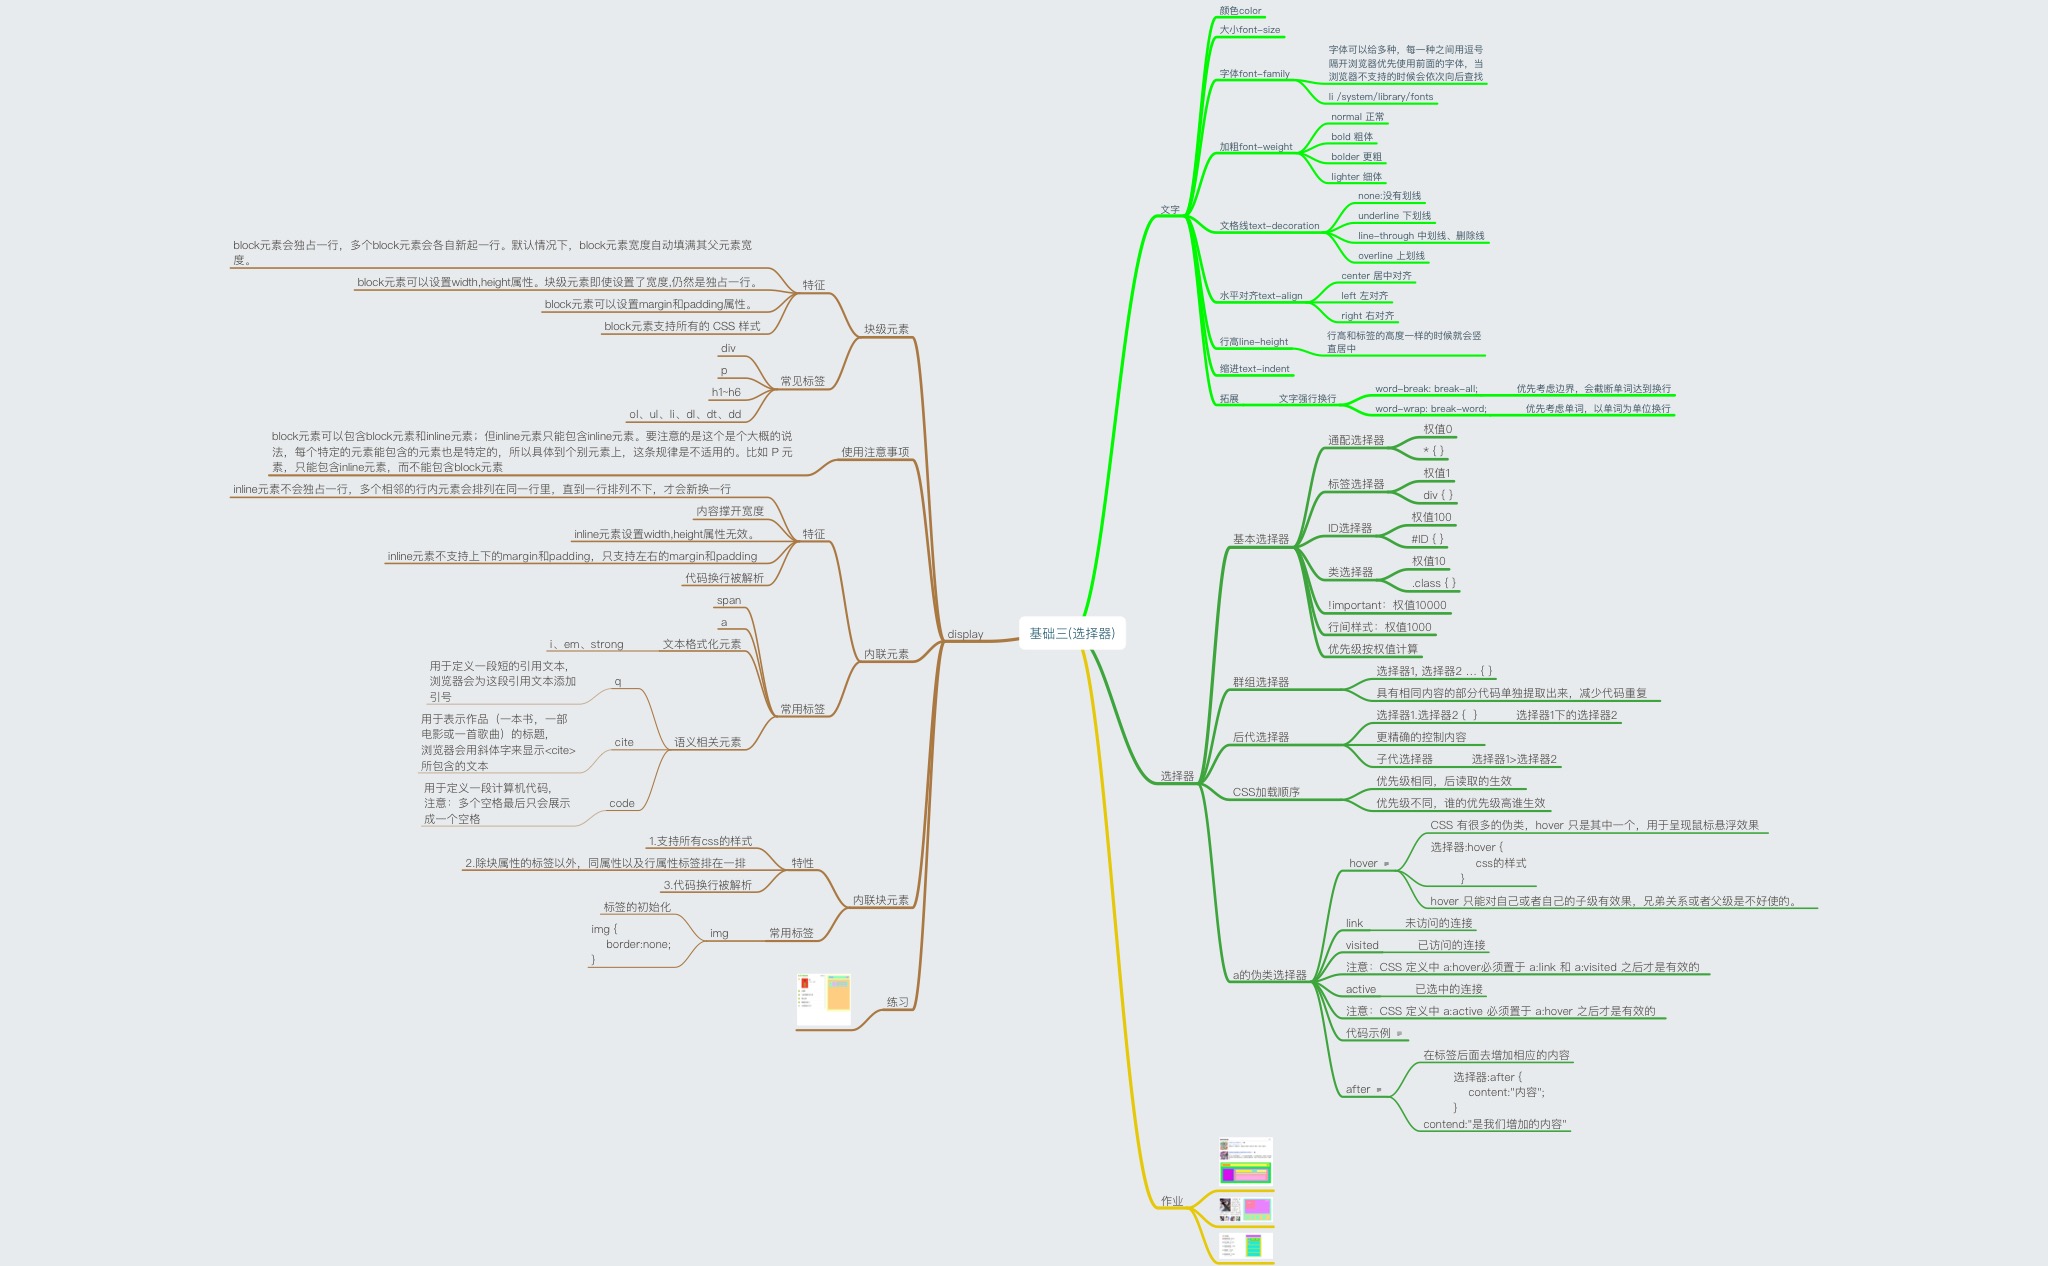 基础三(选择器)
文字
颜色color
大小font-size
字体font-family
字体可以给多种，每一种之间用逗号
隔开浏览器优先使用前面的字体，当
浏览器不支持的时候会依次向后查找
li /system/library/fonts
加粗font-weight
normal 正常
bold 粗体
bolder 更粗
lighter 细体
文格线text-decoration
none:没有划线
underline 下划线
line-through 中划线、删除线
overline 上划线
水平对齐text-align
center 居中对齐
left 左对齐
right 右对齐
行高line-height
行高和标签的高度一样的时候就会竖
直居中
缩进text-indent
拓展
文字强行换行
word-break: break-all; 优先考虑边界，会截断单词达到换行
word-wrap: break-word; 优先考虑单词，以单词为单位换行
选择器
基本选择器
通配选择器
权值0
* { }
标签选择器
权值1
div { }
ID选择器
权值100
#ID { }
类选择器
权值10
.class { }
!important：权值10000
行间样式：权值1000
优先级按权值计算
群组选择器
选择器1, 选择器2 ... { }
具有相同内容的部分代码单独提取出来，减少代码重复
后代选择器
选择器1.选择器2 { } 选择器1下的选择器2
更精确的控制内容
子代选择器 选择器1>选择器2
CSS加载顺序
优先级相同，后读取的生效
优先级不同，谁的优先级高谁生效
a的伪类选择器
hover
CSS 有很多的伪类，hover 只是其中一个，用于呈现鼠标悬浮效果
选择器:hover {
css的样式
}
hover 只能对自己或者自己的子级有效果，兄弟关系或者父级是不好使的。
link 未访问的连接
visited 已访问的连接
注意：CSS 定义中 a:hover必须置于 a:link 和 a:visited 之后才是有效的
active 已选中的连接
注意：CSS 定义中 a:active 必须置于 a:hover 之后才是有效的
代码示例
after
在标签后面去增加相应的内容
选择器:after {
content:"内容";
}
contend:"是我们增加的内容"
作业
display
块级元素
特征
block元素会独占一行，多个block元素会各自新起一行。默认情况下，block元素宽度自动填满其父元素宽
度。
block元素可以设置width,height属性。块级元素即使设置了宽度,仍然是独占一行。
block元素可以设置margin和padding属性。
block元素支持所有的 CSS 样式
常见标签
div
p
h1~h6
ol、ul、li、dl、dt、dd
使用注意事项
block元素可以包含block元素和inline元素；但inline元素只能包含inline元素。要注意的是这个是个大概的说
法，每个特定的元素能包含的元素也是特定的，所以具体到个别元素上，这条规律是不适用的。比如 P 元
素，只能包含inline元素，而不能包含block元素
内联元素
特征
inline元素不会独占一行，多个相邻的行内元素会排列在同一行里，直到一行排列不下，才会新换一行
内容撑开宽度
inline元素设置width,height属性无效。
inline元素不支持上下的margin和padding，只支持左右的margin和padding
代码换行被解析
常用标签
span
a
文本格式化元素
i、em、strong
语义相关元素
q
用于定义一段短的引用文本，
浏览器会为这段引用文本添加
引号
cite
用于表示作品（一本书，一部
电影或一首歌曲）的标题，
浏览器会用斜体字来显示<cite>
所包含的文本
code
用于定义一段计算机代码，
注意：多个空格最后只会展示
成一个空格
内联块元素
特性
1.支持所有css的样式
2.除块属性的标签以外，同属性以及行属性标签排在一排
3.代码换行被解析
常用标签
img
标签的初始化
img {
border:none;
}
练习